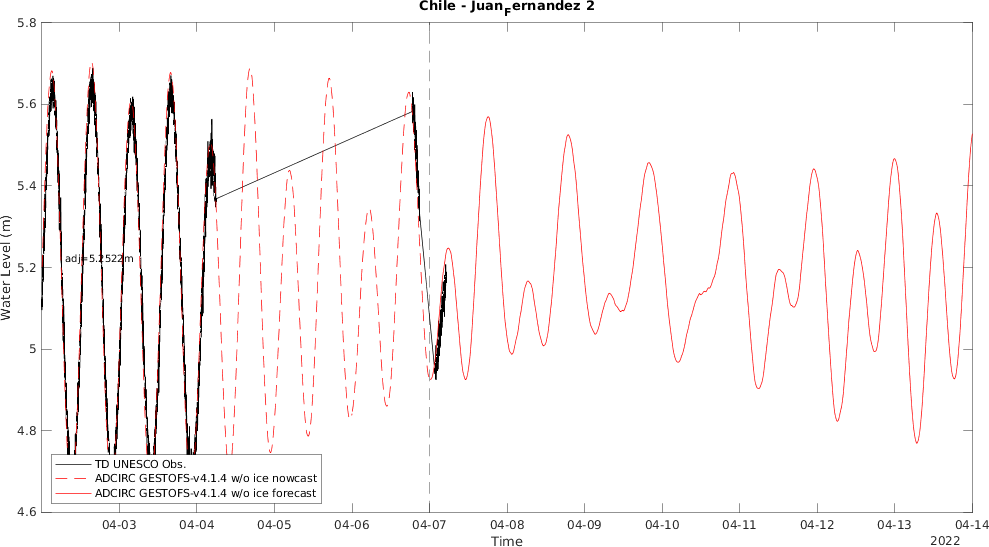 Chile - JuanFernandez 2
5.8
5.6
5.4
5.2
5
4.8
4.6
Water Level (m)
adj=5.2522m
TD UNESCO Obs.
ADCIRC GESTOFS-v4.1.4 w/o ice nowcast
ADCIRC GESTOFS-v4.1.4 w/o ice forecast
04-03 04-04 04-05 04-06 04-07 04-08 04-09 04-10 04-11 04-12 04-13 04-14
Time
2022